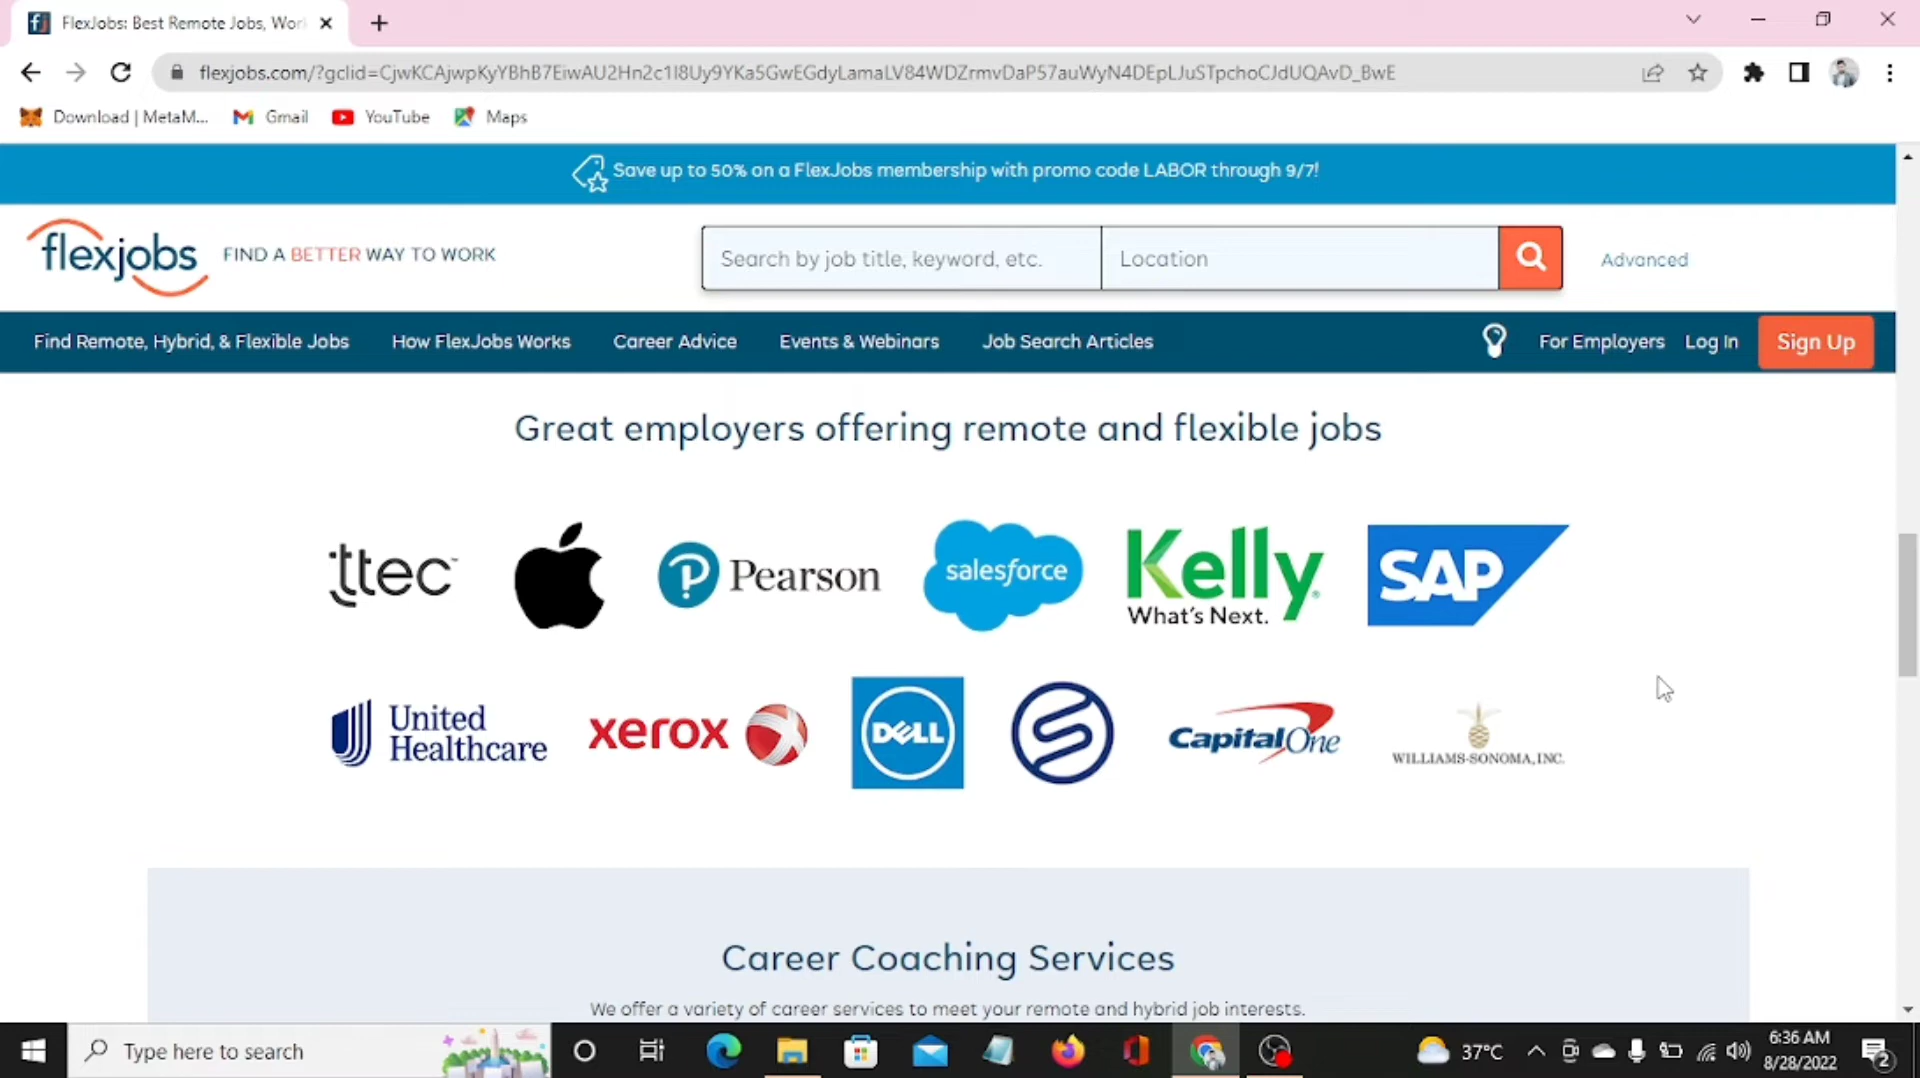 FlexJobs: Best Remote Jobs, Wor
flexjobs.com/?gclid=CjwKCAjwpKyYBhB7EiwAU2Hn2c1I8Uy9YKa5GwEGdyLamaLV84WDZrmvDaP57auWyN4DEpLJuSTpchoCJdUQAvD_BwE
Download | MetaM... Gmail YouTube Maps
Save up to 50% on a FlexJobs membership with promo code LABOR through 9/7!
flexjobs FIND A BETTER WAY TO WORK Search by job title, keyword, etc. Location Advanced
Find Remote, Hybrid, & Flexible Jobs How FlexJobs Works Career Advice Events & Webinars Job Search Articles For Employers Log In Sign Up
Great employers offering remote and flexible jobs
ttec Pearson salesforce Kelly SAP
What's Next.
United Healthcare xerox DELL Capital One WILLIAMS-SONOMA, INC.
Career Coaching Services
We offer a variety of career services to meet your remote and hybrid job interests.
Type here to search 37°C 6:36 AM
8/28/2022 2